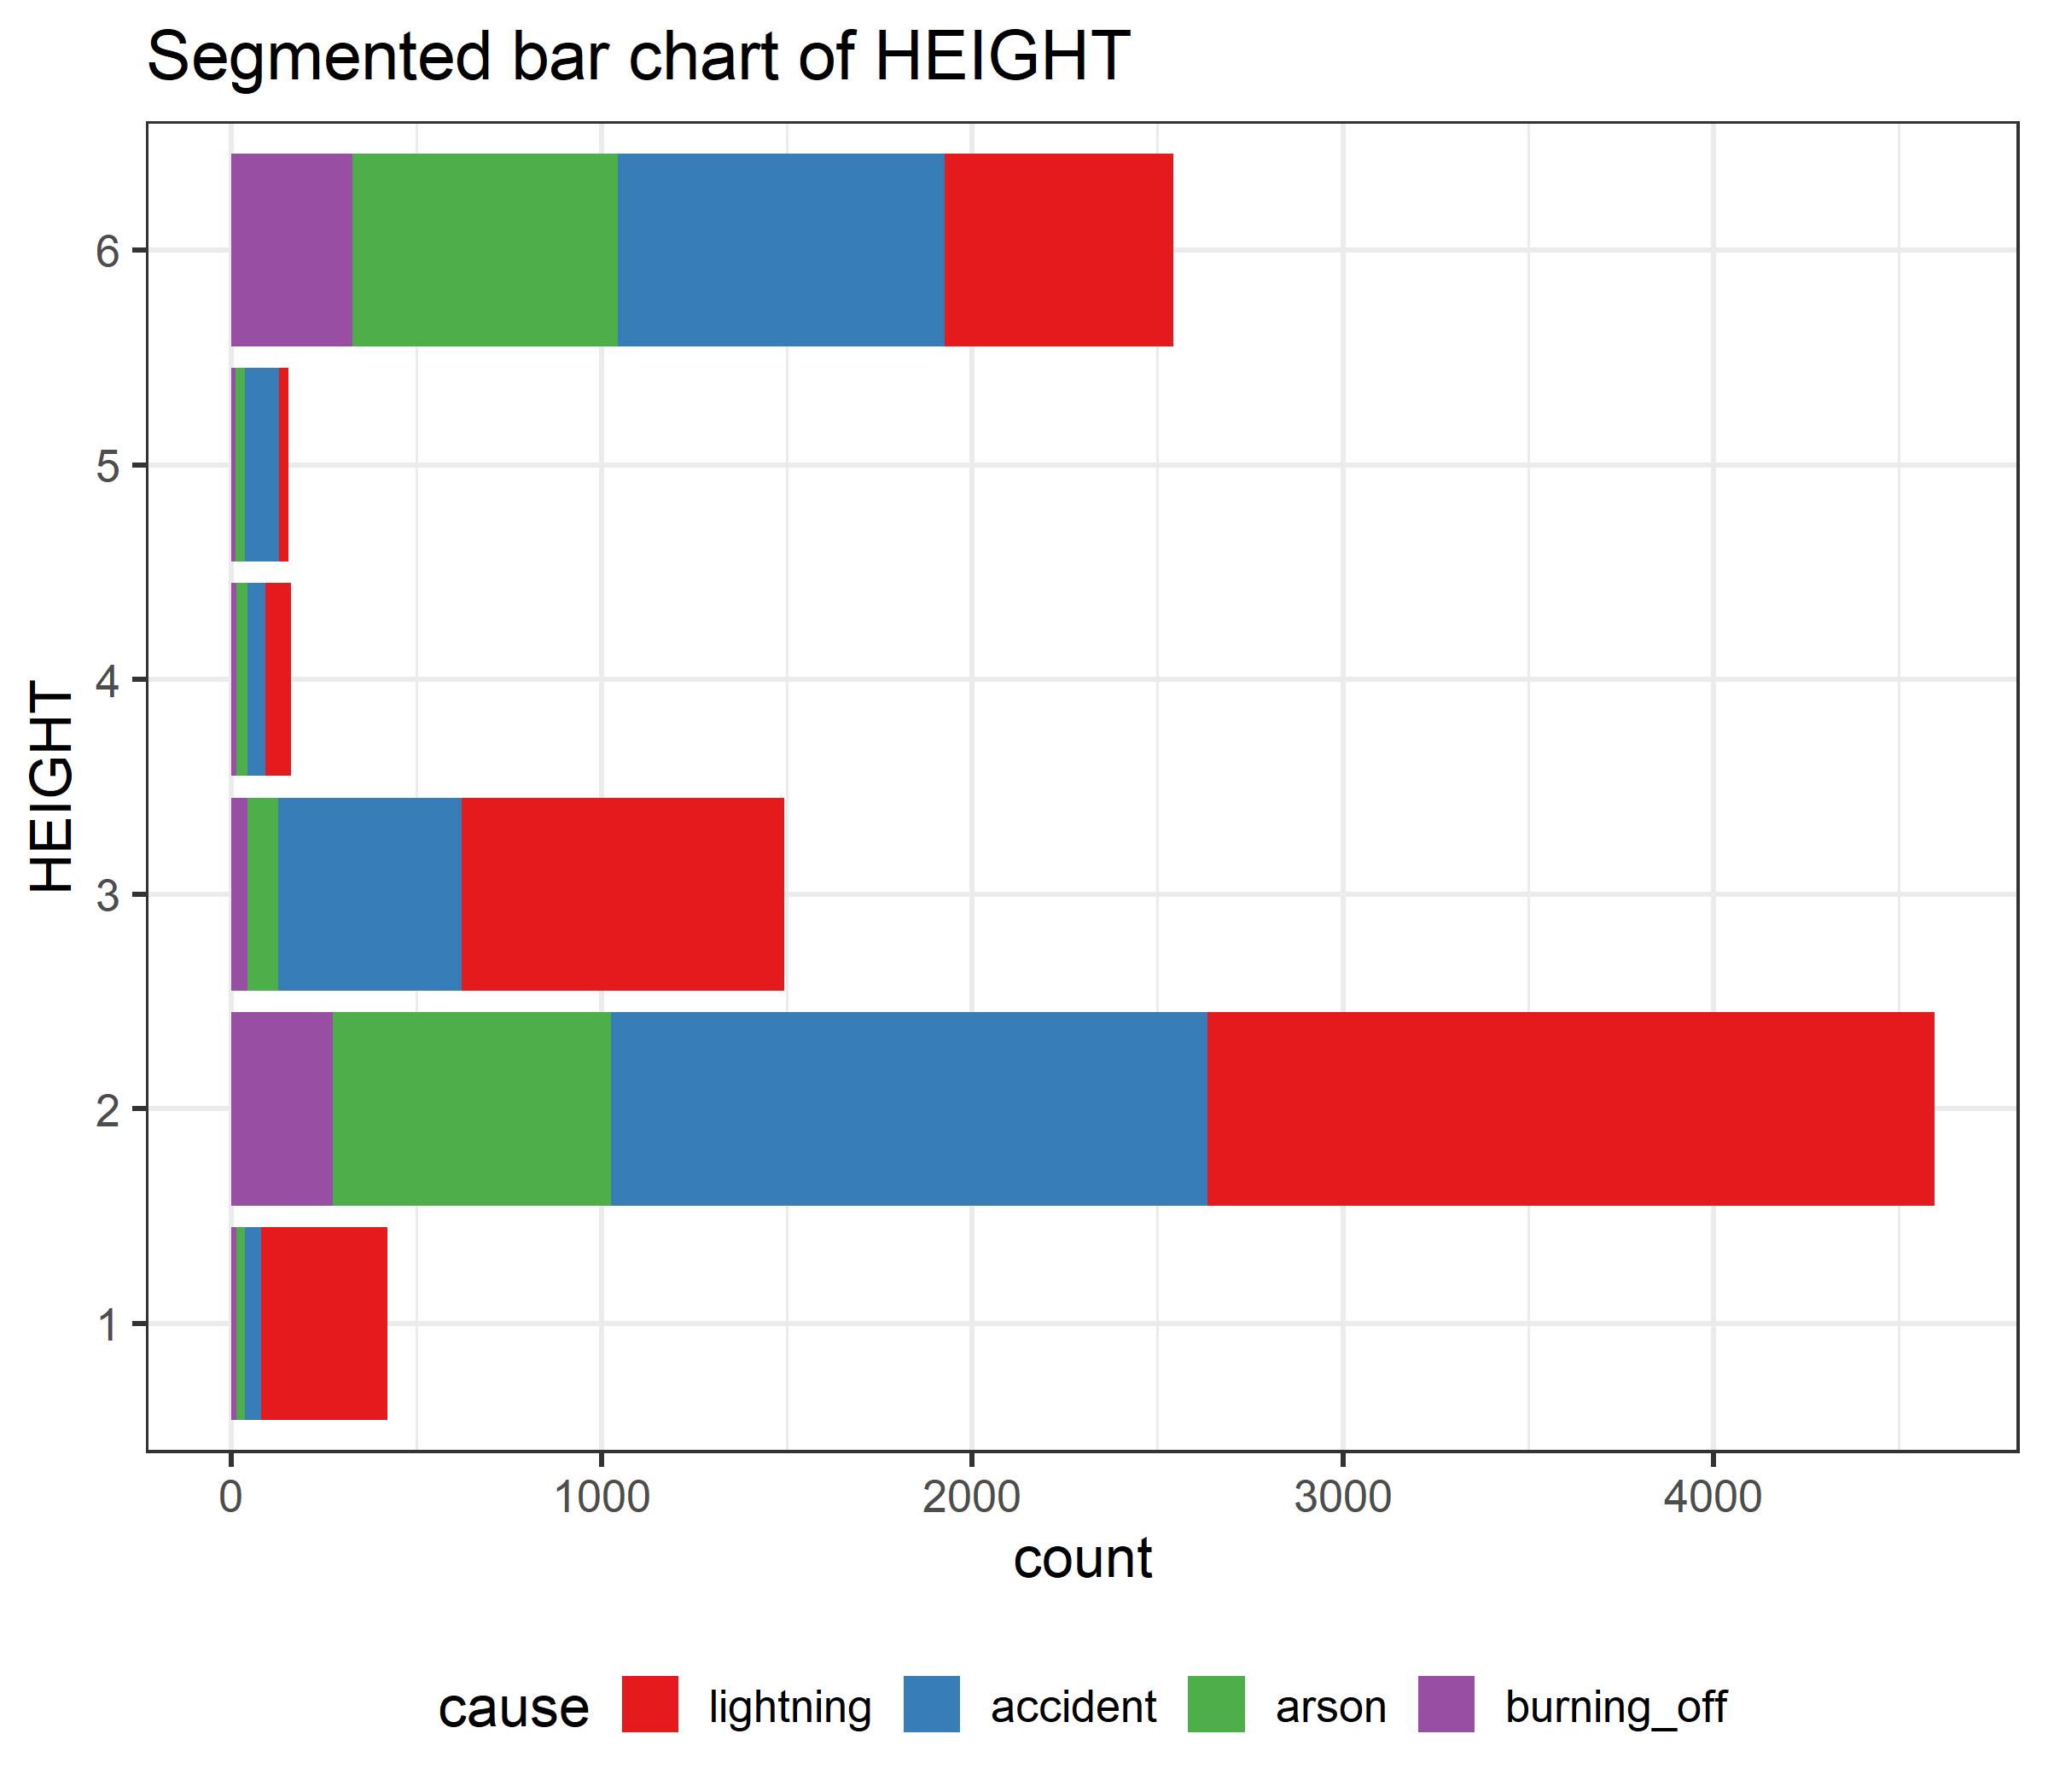 Segmented bar chart of HEIGHT
HEIGHT
6
5
4
3
2
1
0 1000 2000 3000 4000
count
cause lightning accident arson burning_off